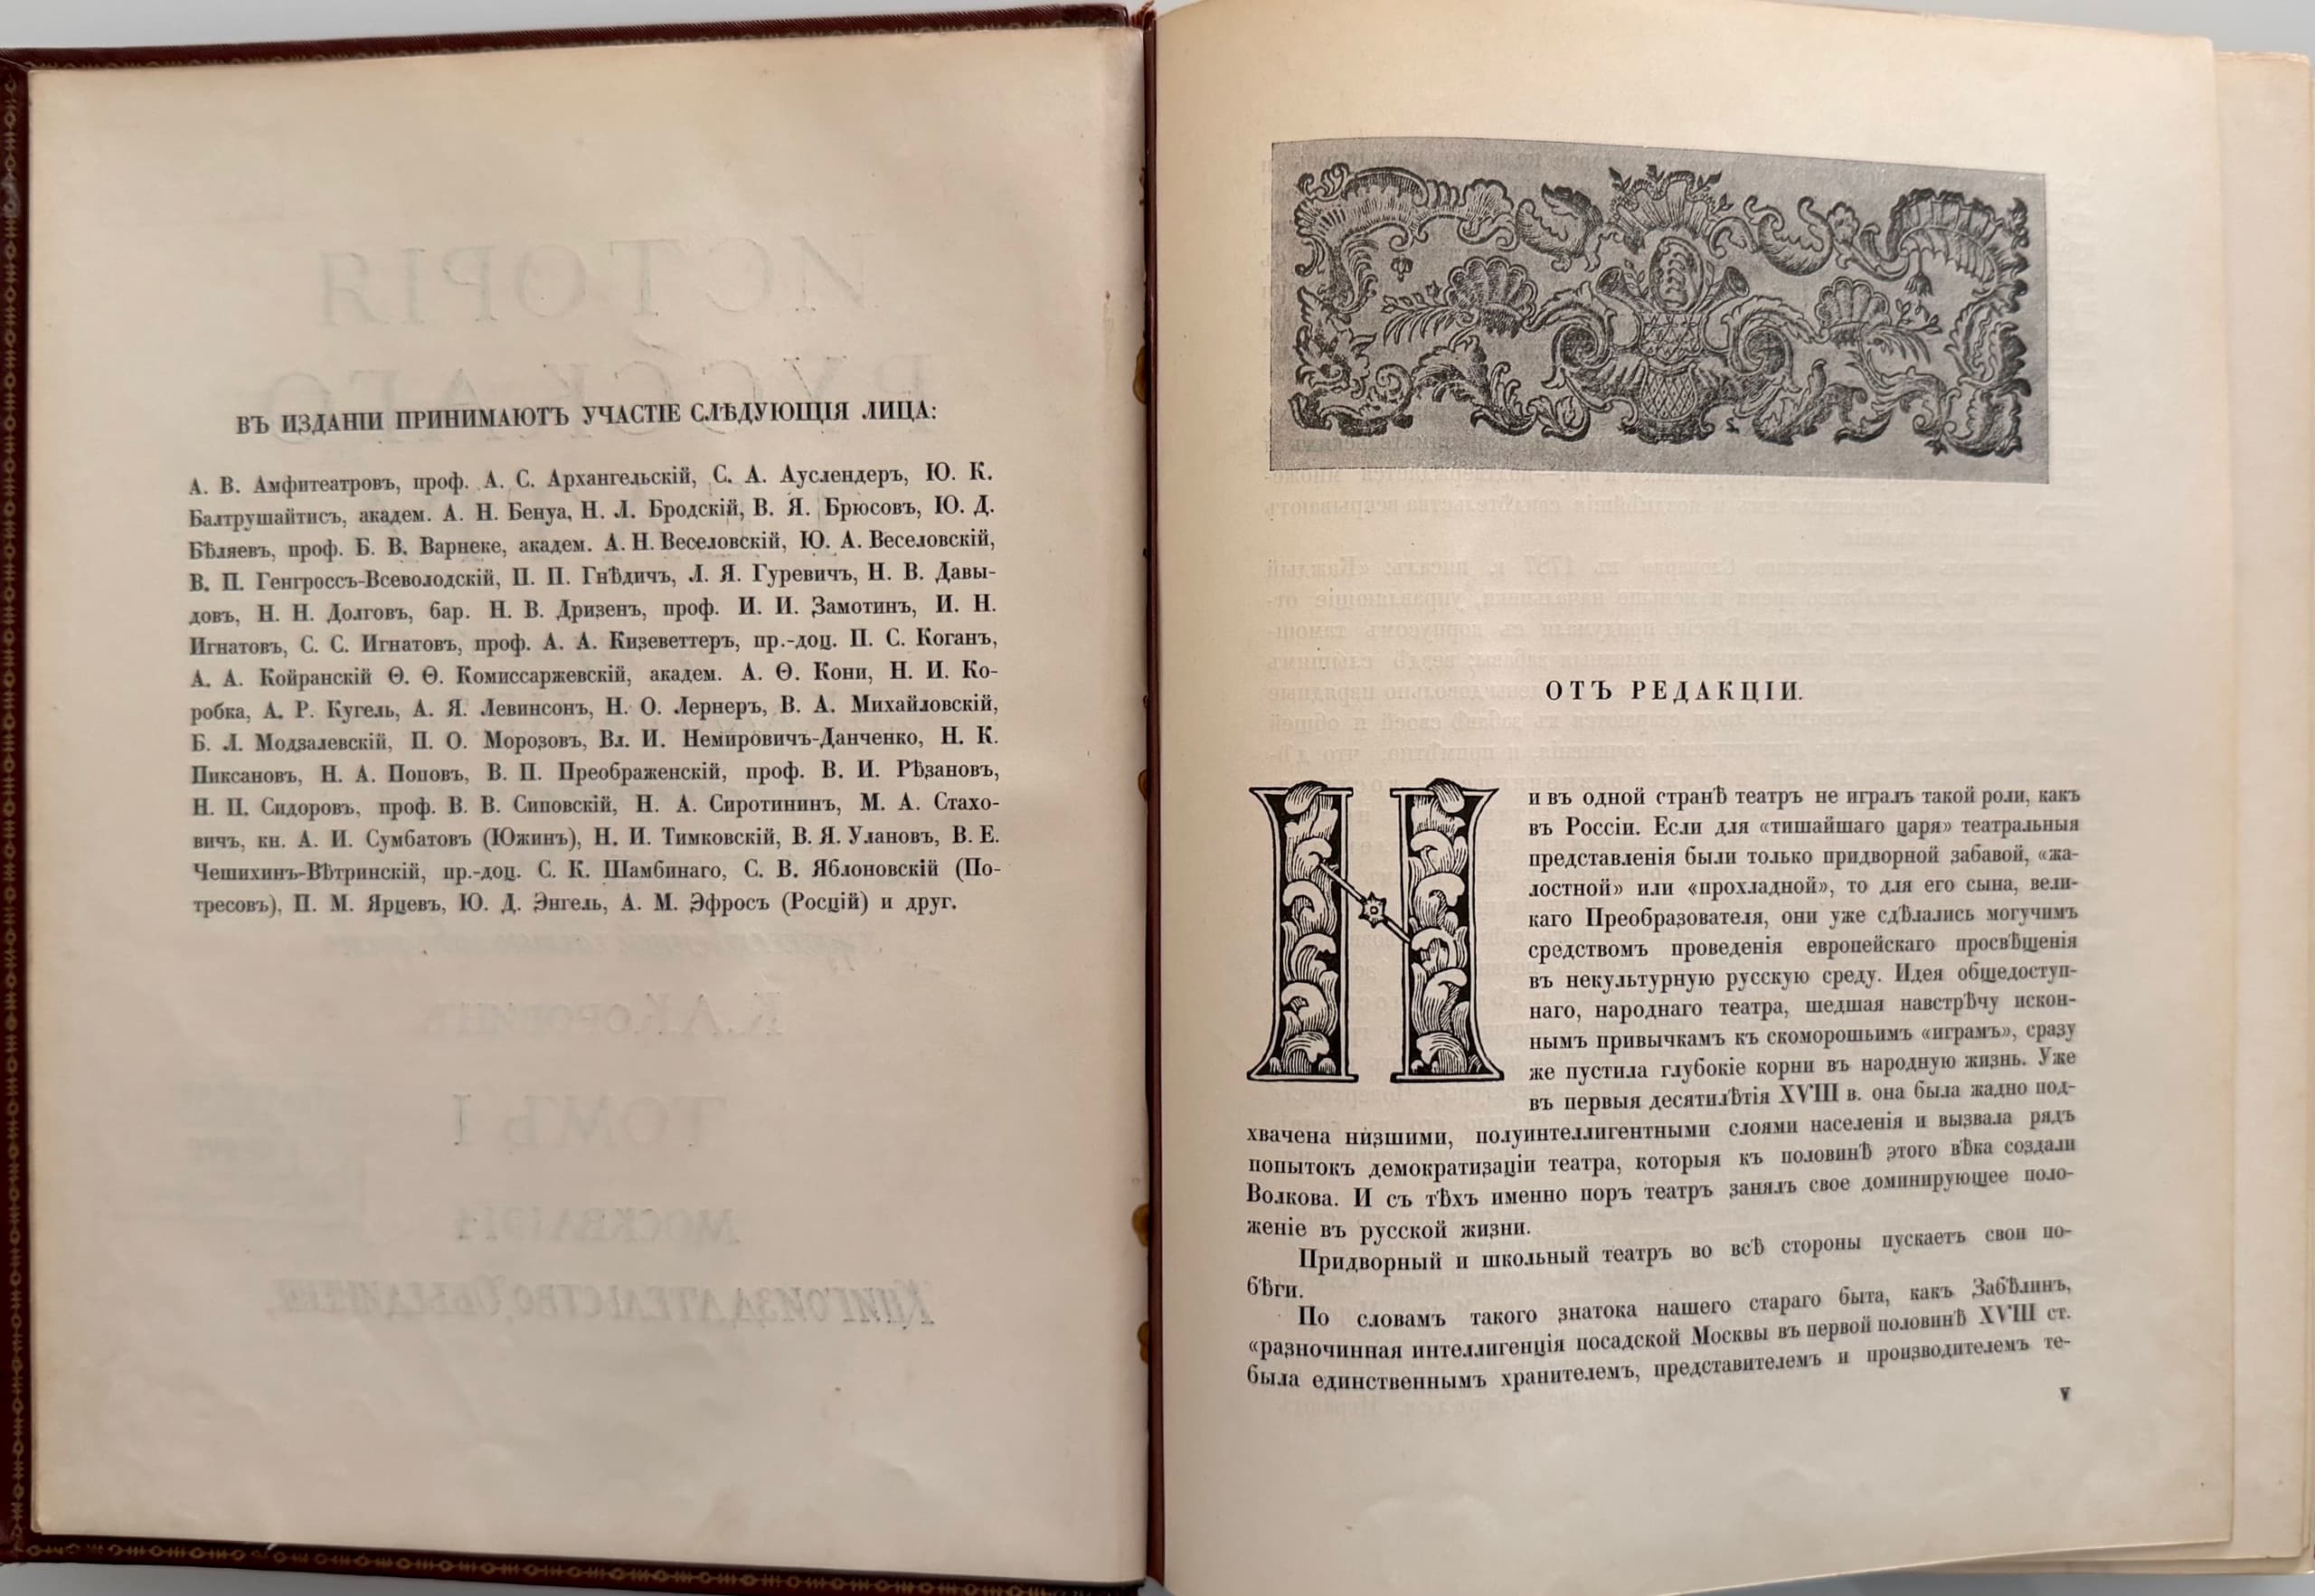 ВЪ ИЗДАНІИ ПРИНИМАЮТЪ УЧАСТІЕ СЛѢДУЮЩІЯ ЛИЦА:
А. В. Амфитеатровъ, проф. А. С. Архангельскій, С. А. Ауслендеръ, Ю. К.
Балтрушайтисъ, академ. А. Н. Бенуа, Н. Л. Бродскій, В. Я. Брюсовъ, Ю. Д.
Бѣляевъ, проф. Б. В. Варнеке, академ. А. Н. Веселовскій, Ю. А. Веселовскій,
В. П. Генгроссъ-Всеволодскій, П. П. Гнѣдичъ, Л. Я. Гуревичъ, Н. В. Давы-
довъ, Н. Н. Долговъ, бар. Н. В. Дризенъ, проф. И. И. Замотинъ, И. Н.
Игнатовъ, С. С. Игнатовъ, проф. А. А. Кизеветтеръ, пр.-доц. П. С. Коганъ,
А. А. Койранскій Ѳ. Ѳ. Комиссаржевскій, академ. А. Ѳ. Кони, Н. И. Ко-
робка, А. Р. Кугель, А. Я. Левинсонъ, Н. О. Лернеръ, В. А. Михайловскій,
Б. Л. Модзалевскій, П. О. Морозовъ, Вл. И. Немировичъ-Данченко, Н. К.
Пиксановъ, Н. А. Поповъ, В. П. Преображенскій, проф. В. И. Рѣзановъ,
Н. П. Сидоровъ, проф. В. В. Сиповскій, Н. А. Сиротининъ, М. А. Стахо-
вичъ, кн. А. И. Сумбатовъ (Южинъ), Н. И. Тимковскій, В. Я. Улановъ, В. Е.
Чешихинъ-Вѣтринскій, пр.-доц. С. К. Шамбинаго, С. В. Яблоновскій (По-
тресовъ), П. М. Ярцевъ, Ю. Д. Энгель, А. М. Эфросъ (Росцій) и друг.
ОТЪ РЕДАКЦІИ.
Ни въ одной странѣ театръ не игралъ такой роли, какъ
въ Россіи. Если для «тишайшаго царя» театральныя
представленія были только придворной забавой, «жа-
лостной» или «прохладной», то для его сына, вели-
каго Преобразователя, они уже сдѣлались могучимъ
средствомъ проведенія европейскаго просвѣщенія
въ некультурную русскую среду. Идея общедоступ-
наго, народнаго театра, шедшая навстрѣчу искон-
нымъ привычкамъ къ скоморошьимъ «играмъ», сразу
же пустила глубокіе корни въ народную жизнь. Уже
въ первыя десятилѣтія XVIII в. она была жадно под-
хвачена низшими, полуинтеллигентными слоями населенія и вызвала рядъ
попытокъ демократизаціи театра, которыя къ половинѣ этого вѣка создали
Волкова. И съ тѣхъ именно поръ театръ занялъ свое доминирующее поло-
женіе въ русской жизни.
Придворный и школьный театръ во всѣ стороны пускаетъ свои по-
бѣги.
По словамъ такого знатока нашего стараго быта, какъ Забѣлинъ,
«разночинная интеллигенція посадской Москвы въ первой половинѣ XVIII ст.
была единственнымъ хранителемъ, представителемъ и производителемъ те-
V